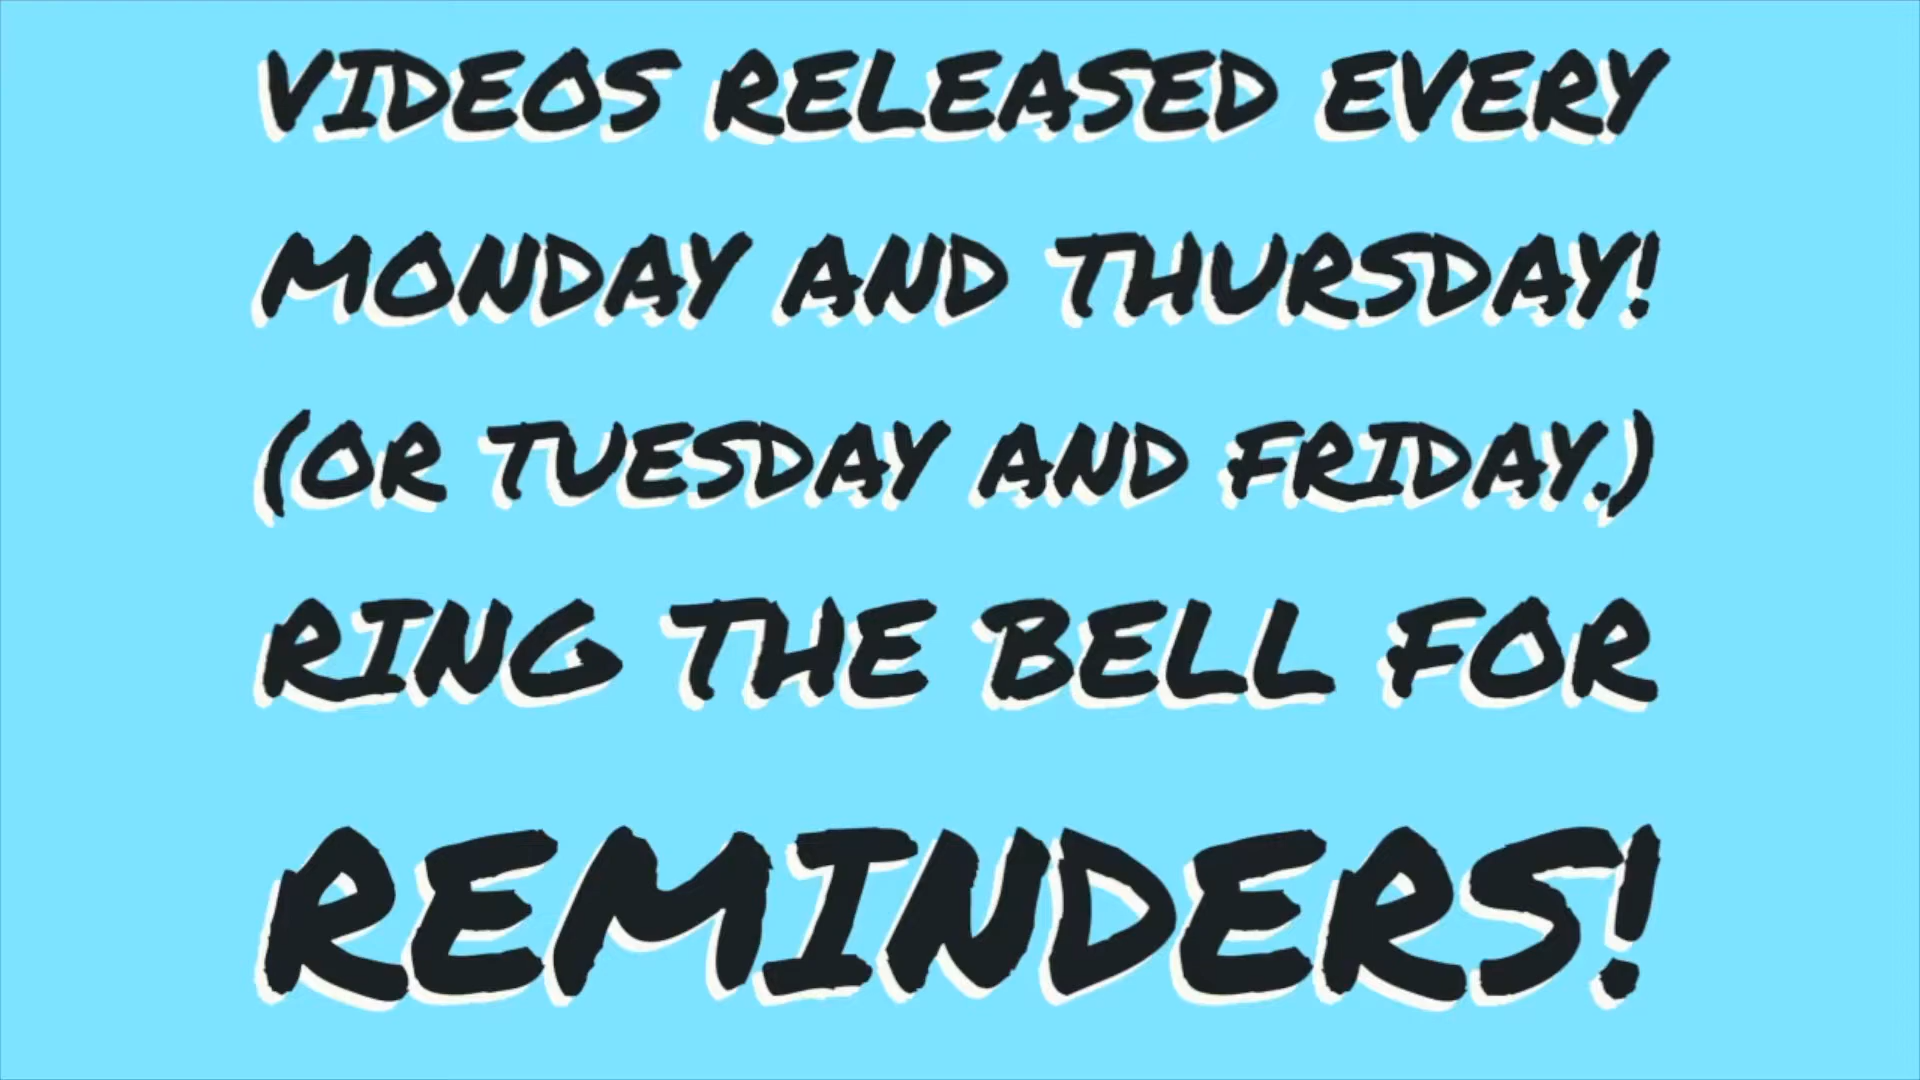 VIDEOS RELEASED EVERY
MONDAY AND THURSDAY!
(OR TUESDAY AND FRIDAY.)
RING THE BELL FOR
REMINDERS!